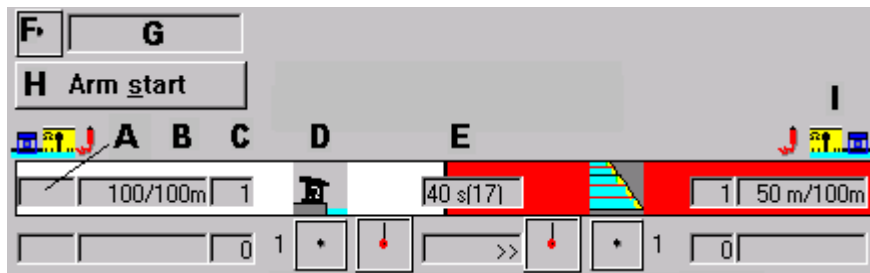 F G
H Arm start
I
A B C D E
100/100m 1 40 s(17) 1 50 m/100m
0 1 >> 1 0